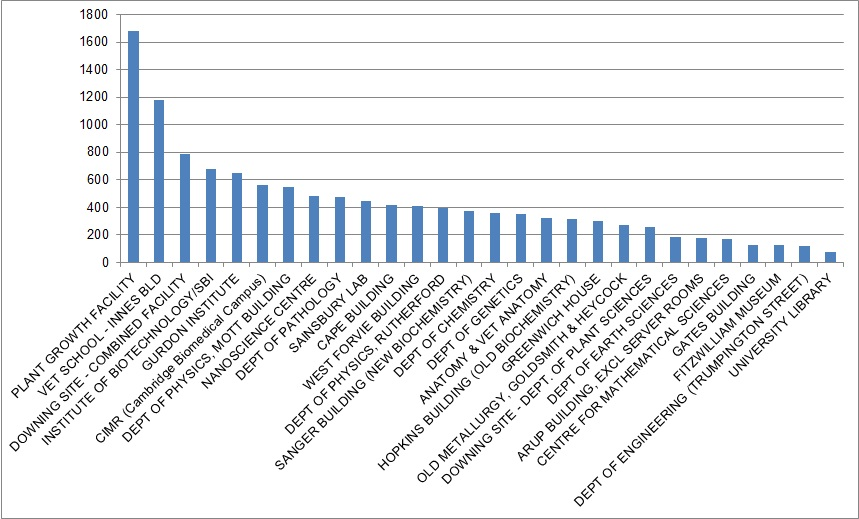 1800
1600
1400
1200
1000
800
600
400
200
0
PLANT GROWTH FACILITY
VET SCHOOL - INNES BLD
DOWNING SITE - COMBINED FACILITY
INSTITUTE OF BIOTECHNOLOGY/SBI
GURDON INSTITUTE
CIMR (Cambridge Biomedical Campus)
DEPT OF PHYSICS, MOTT BUILDING
NANOSCIENCE CENTRE
DEPT OF PATHOLOGY
SAINSBURY LAB
CAPE BUILDING
WEST FORVIE BUILDING
DEPT OF PHYSICS, RUTHERFORD
SANGER BUILDING (NEW BIOCHEMISTRY)
DEPT OF CHEMISTRY
DEPT OF GENETICS
ANATOMY & VET ANATOMY
HOPKINS BUILDING (OLD BIOCHEMISTRY)
GREENWICH HOUSE
OLD METALLURGY, GOLDSMITH & HEYCOCK
DOWNING SITE - DEPT. OF PLANT SCIENCES
DEPT OF EARTH SCIENCES
ARUP BUILDING, EXCL SERVER ROOMS
CENTRE FOR MATHEMATICAL SCIENCES
GATES BUILDING
FITZWILLIAM MUSEUM
DEPT OF ENGINEERING (TRUMPINGTON STREET)
UNIVERSITY LIBRARY